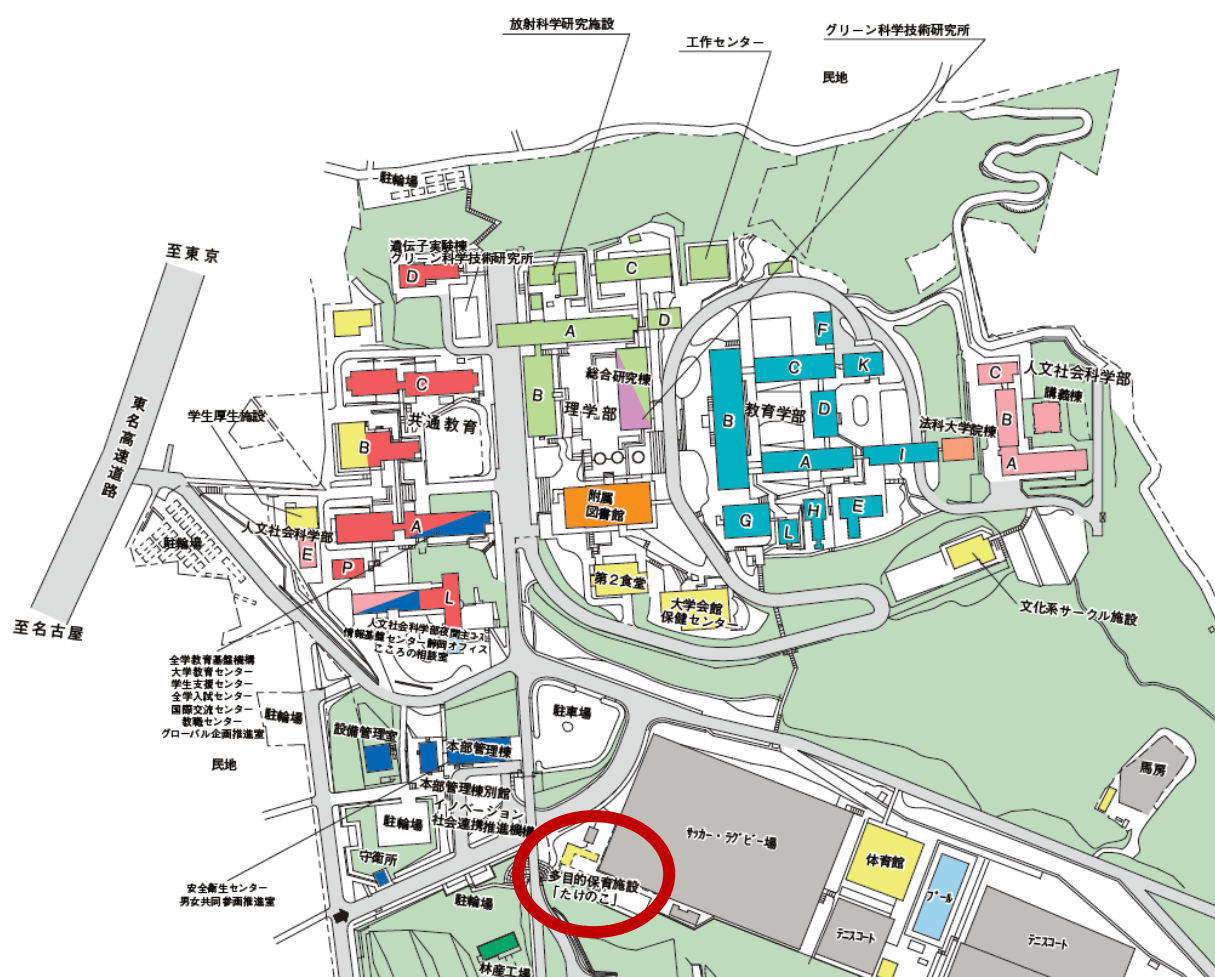 放射科学研究施設
工作センター
グリーン科学技術研究所
民地
駐輪場
至東京
遺伝子実験棟
グリーン科学技術研究所
D
C
A
D
F
C
K
総合研究棟
B
理学部
C
共通教育
学生厚生施設
東名高速道路
B
教育学部
D
B
人文社会科学部
講義棟
C
B
法科大学院棟
A
I
A
附属
図書館
G
L
H
E
人文社会科学部
A
E
P
駐輪場
第2食堂
大学会館
保健センター
文化系サークル施設
L
至名古屋
人文社会科学部夜間主コース
情報基盤センター静岡オフィス
こころの相談室
全学教育基盤機構
大学教育センター
学生支援センター
全学入試センター
国際交流センター
教職センター
グローバル企画推進室
駐輪場
民地
設備管理室
本部管理棟
駐車場
本部管理棟別館
イノベーション
社会連携推進機構
駐輪場
守衛所
安全衛生センター
男女共同参画推進室
駐輪場
多目的保育施設
「たけのこ」
サッカー・ラグビー場
体育館
プール
テニスコート
テニスコート
馬房
林産工場